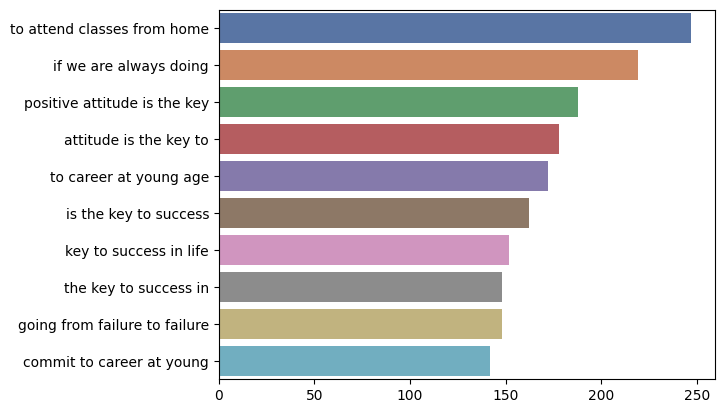 to attend classes from home
if we are always doing
positive attitude is the key
attitude is the key to
to career at young age
is the key to success
key to success in life
the key to success in
going from failure to failure
commit to career at young
0 50 100 150 200 250